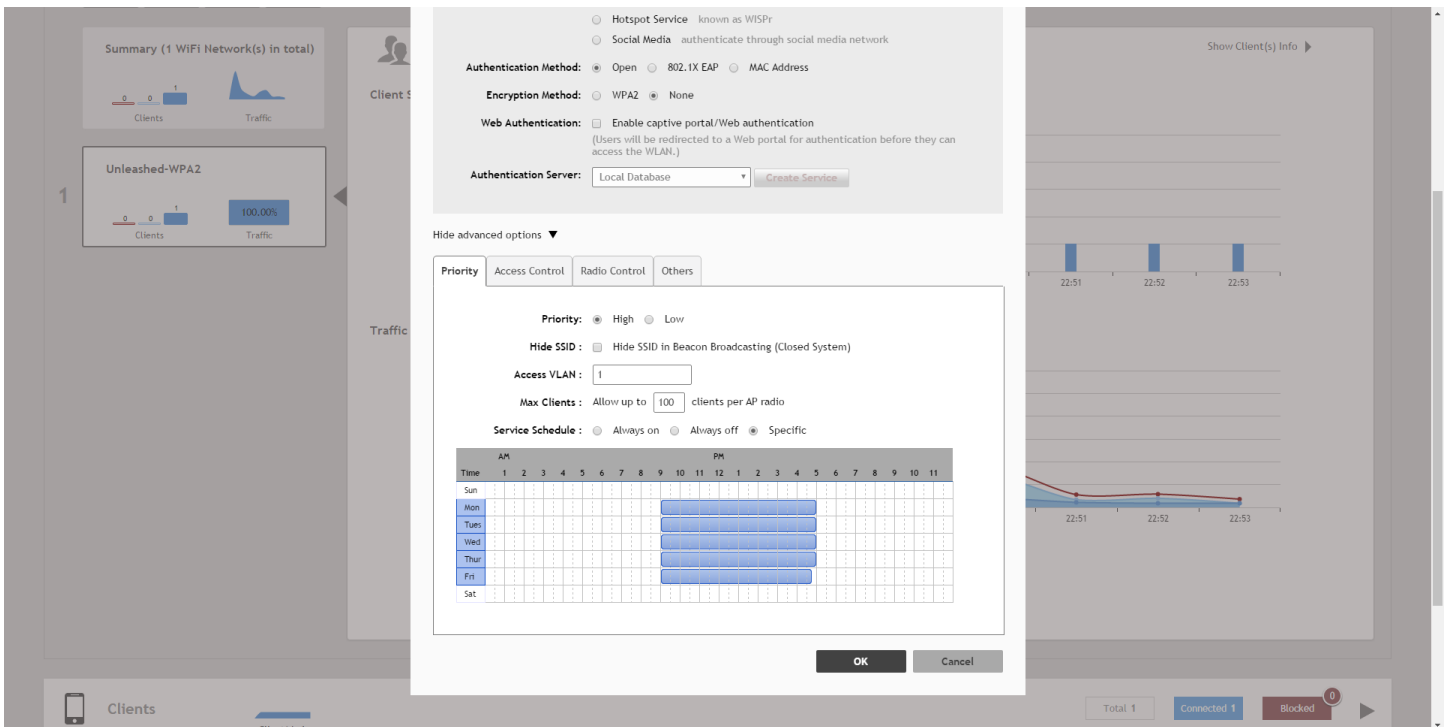 Hotspot Service known as WISPr
Social Media authenticate through social media network
Summary (1 WiFi Network(s) in total)
0 0 1
Clients Traffic
Show Client(s) Info
Authentication Method: Open 802.1X EAP MAC Address
Client S
Encryption Method: WPA2 None
Web Authentication: Enable captive portal/Web authentication
(Users will be redirected to a Web portal for authentication before they can
access the WLAN.)
Authentication Server: Local Database Create Service
1
Unleashed-WPA2
0 0 1
100.00%
Clients Traffic
Hide advanced options
Priority Access Control Radio Control Others
22:51 22:52 22:53
Priority: High Low
Traffic
Hide SSID : Hide SSID in Beacon Broadcasting (Closed System)
Access VLAN : 1
Max Clients : Allow up to 100 clients per AP radio
Service Schedule : Always on Always off Specific
AM PM
Time 1 2 3 4 5 6 7 8 9 10 11 12 1 2 3 4 5 6 7 8 9 10 11
Sun
Mon
Tues
Wed
Thur
Fri
Sat
22:51 22:52 22:53
OK Cancel
Clients
Total 1 Connected 1 Blocked 0